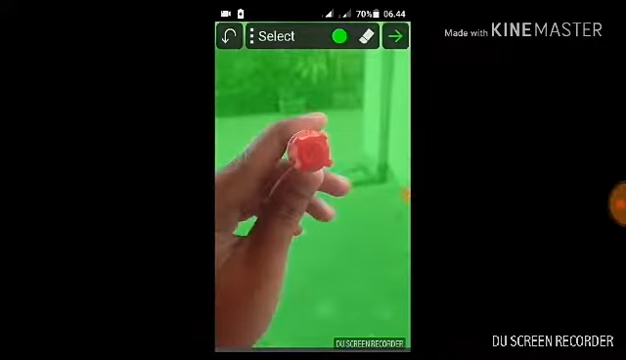 70% 06.44
Select
Made with KINEMASTER
DU SCREEN RECORDER
DU SCREEN RECORDER